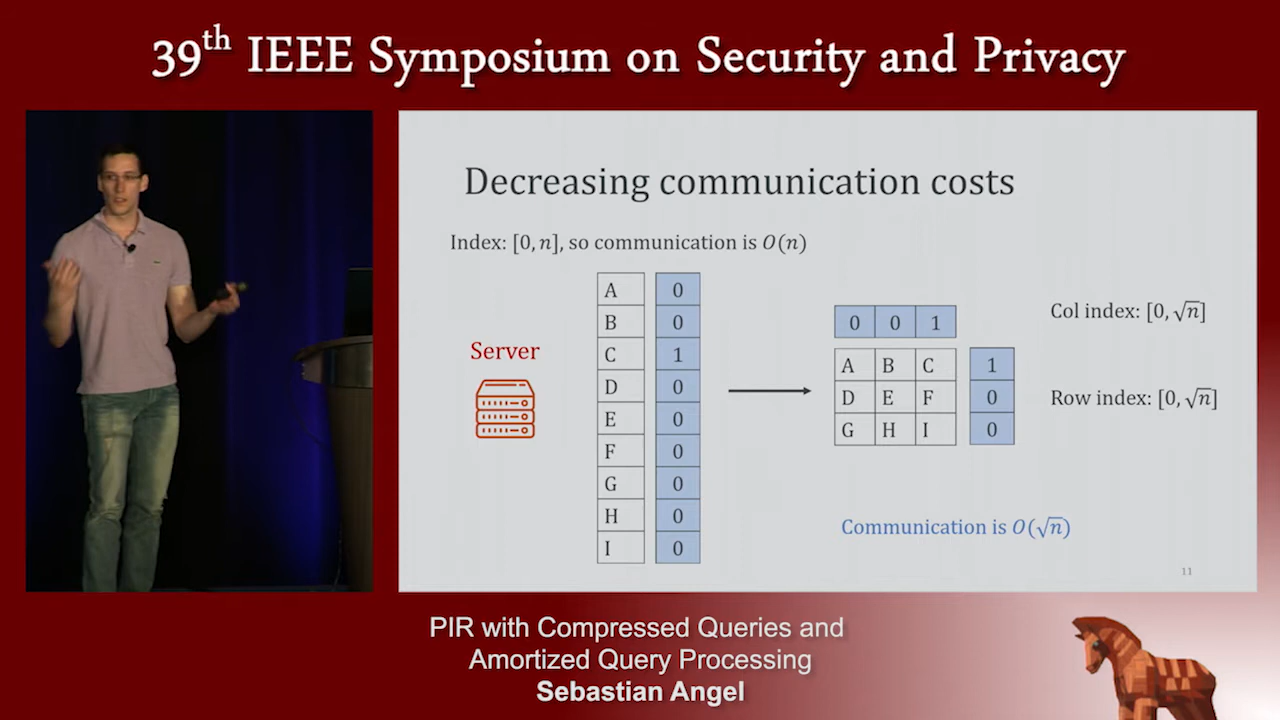 39th IEEE Symposium on Security and Privacy
Decreasing communication costs
Index: [0, n], so communication is O(n)
Server
A 0
B 0
C 1
D 0
E 0
F 0
G 0
H 0
I 0
0 0 1
A B C 1
D E F 0
G H I 0
Col index: [0, √n]
Row index: [0, √n]
Communication is O(√n)
11
PIR with Compressed Queries and
Amortized Query Processing
Sebastian Angel